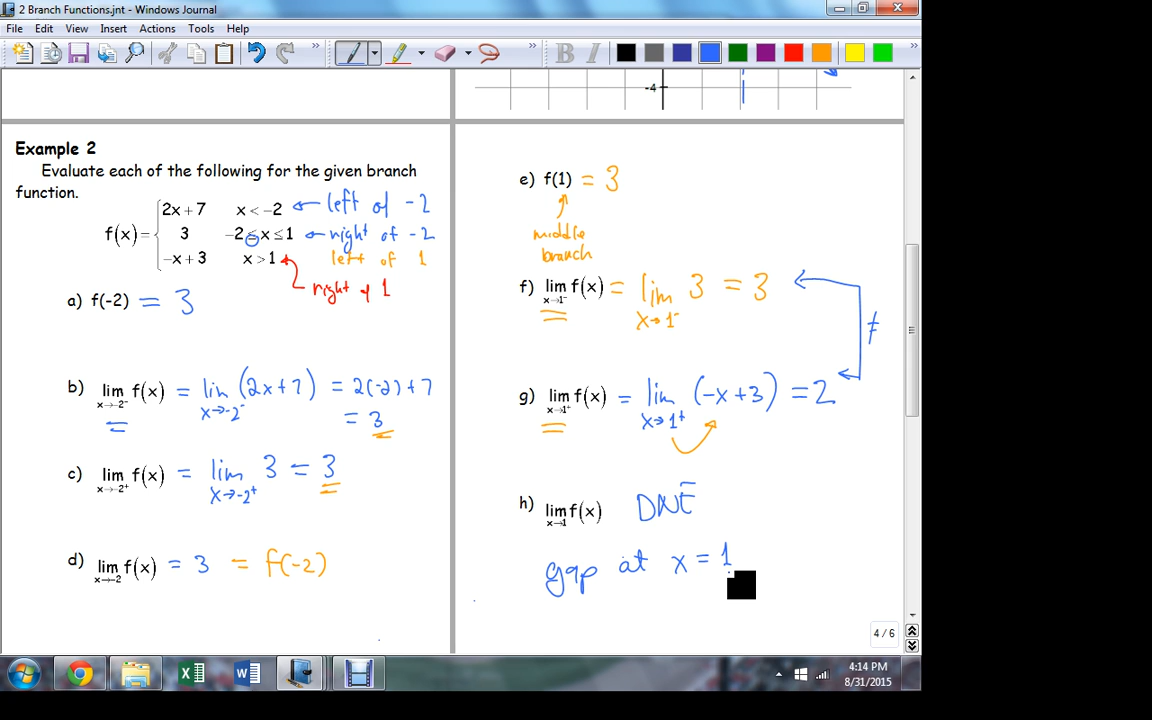 2 Branch Functions.jnt - Windows Journal
File Edit View Insert Actions Tools Help
B I
-4
Example 2
Evaluate each of the following for the given branch
function.
f(x) = { 2x + 7 x < -2 ← left of -2
3 -2 ≤ x ≤ 1 ← right of -2
left of 1
-x + 3 x > 1
right of 1
a) f(-2) = 3
b) lim f(x) = lim (2x+7) = 2(-2)+7
x→-2⁻ x→-2⁻
= 3
c) lim f(x) = lim 3 = 3
x→-2⁺ x→-2⁺
d) lim f(x) = 3 = f(-2)
x→-2
e) f(1) = 3
middle
branch
f) lim f(x) = lim 3 = 3
x→1⁻ x→1⁻
≠
g) lim f(x) = lim (-x+3) = 2
x→1⁺ x→1⁺
h) lim f(x) DNE
x→1
gap at x = 1
4 / 6
4:14 PM
8/31/2015